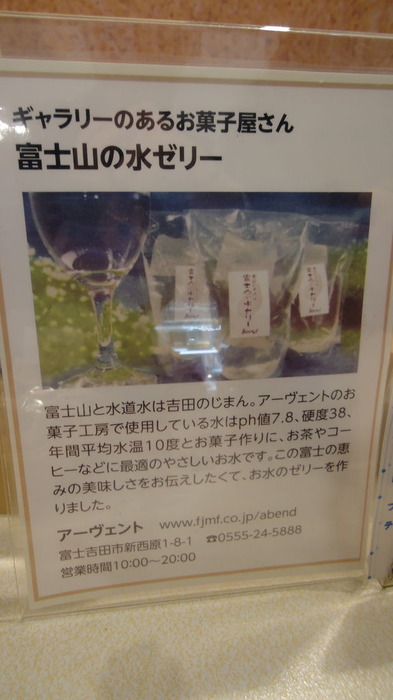 ギャラリーのあるお菓子屋さん
富士山の水ゼリー
富士山と水道水は吉田のじまん。アーヴェントのお
菓子工房で使用している水はph値7.8、硬度38、
年間平均水温10度とお菓子作りに、お茶やコー
ヒーなどに最適のやさしいお水です。この富士の恵
みの美味しさをお伝えしたくて、お水のゼリーを作
りました。
アーヴェント www.fjmf.co.jp/abend
富士吉田市新西原1-8-1 ☎0555-24-5888
営業時間10:00〜20:00